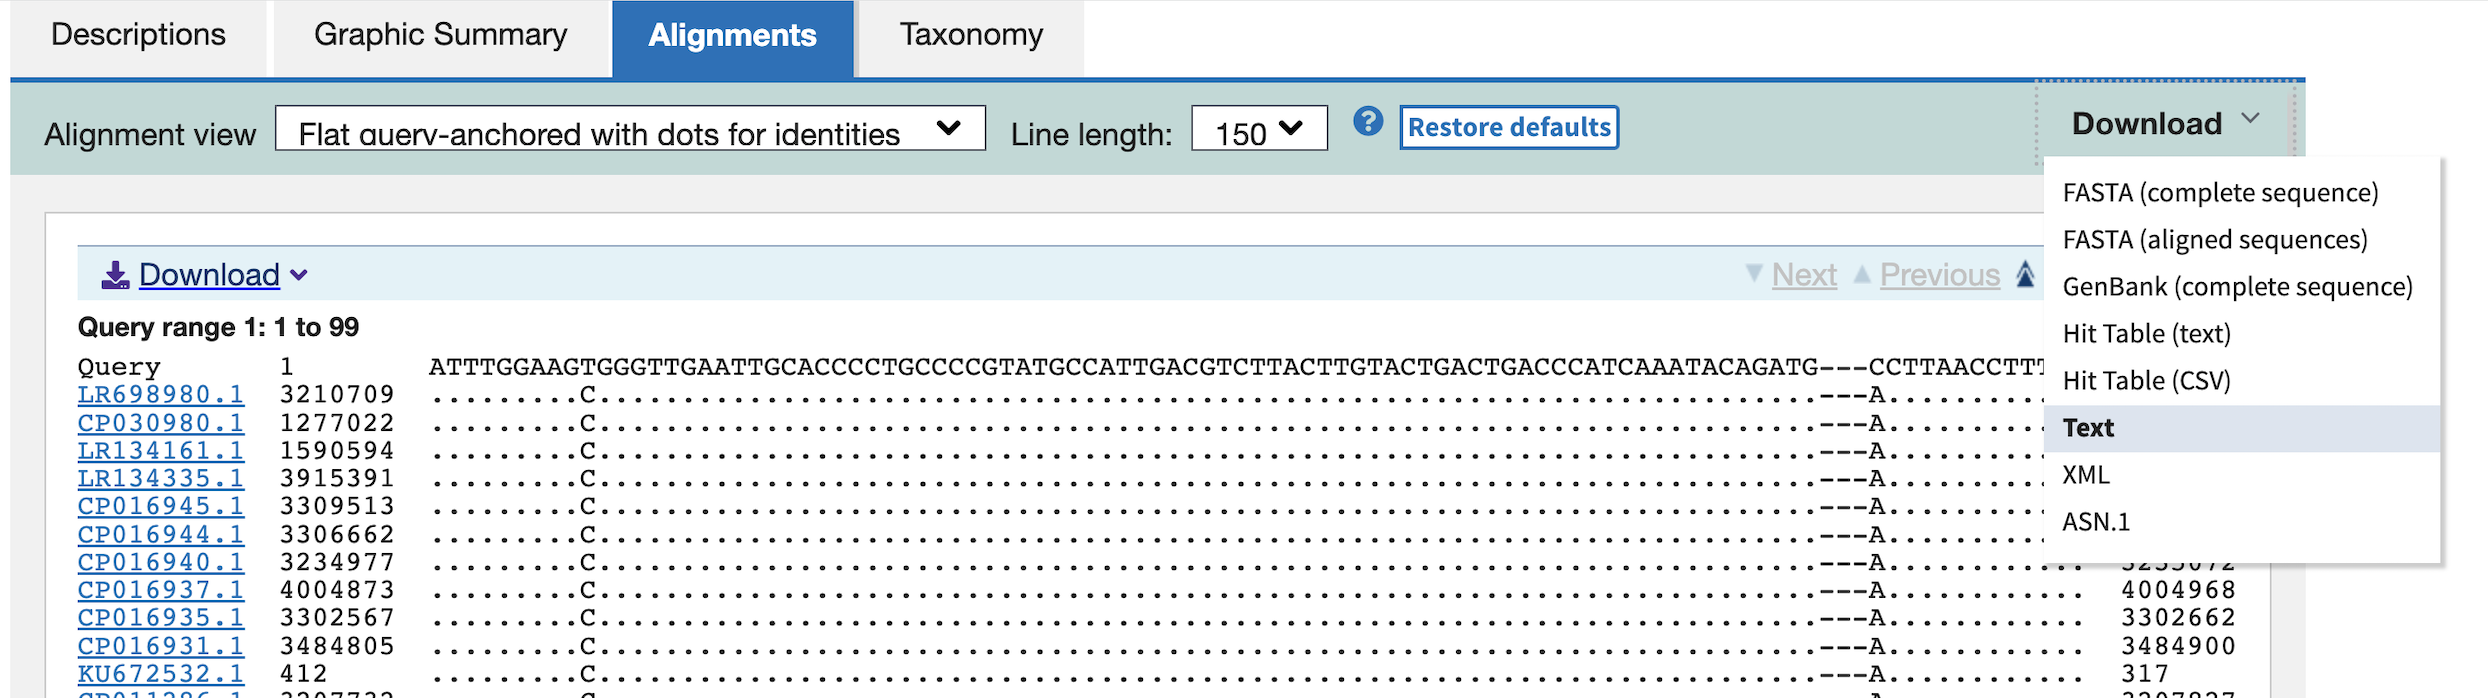 Descriptions
Graphic Summary
Alignments
Taxonomy
Alignment view
Flat query-anchored with dots for identities
Line length:
150
?
Restore defaults
Download
FASTA (complete sequence)
FASTA (aligned sequences)
GenBank (complete sequence)
Hit Table (text)
Hit Table (CSV)
Text
XML
ASN.1
Download
Next
Previous
Query range 1: 1 to 99
Query 1 ATTTGGAAGTGGGTTGAATTGCACCCCTGCCCCGTATGCCATTGACGTCTTACTTGTACTGACTGACCCATCAAATACAGATG---CCTTAACCTTT
LR698980.1 3210709 .........C.........................................................................---A..........
CP030980.1 1277022 .........C.........................................................................---A..........
LR134161.1 1590594 .........C.........................................................................---A..........
LR134335.1 3915391 .........C.........................................................................---A..........
CP016945.1 3309513 .........C.........................................................................---A..........
CP016944.1 3306662 .........C.........................................................................---A..........
CP016940.1 3234977 .........C.........................................................................---A............ 3235072
CP016937.1 4004873 .........C.........................................................................---A............ 4004968
CP016935.1 3302567 .........C.........................................................................---A............ 3302662
CP016931.1 3484805 .........C.........................................................................---A............ 3484900
KU672532.1 412 .........C.........................................................................---A............ 317